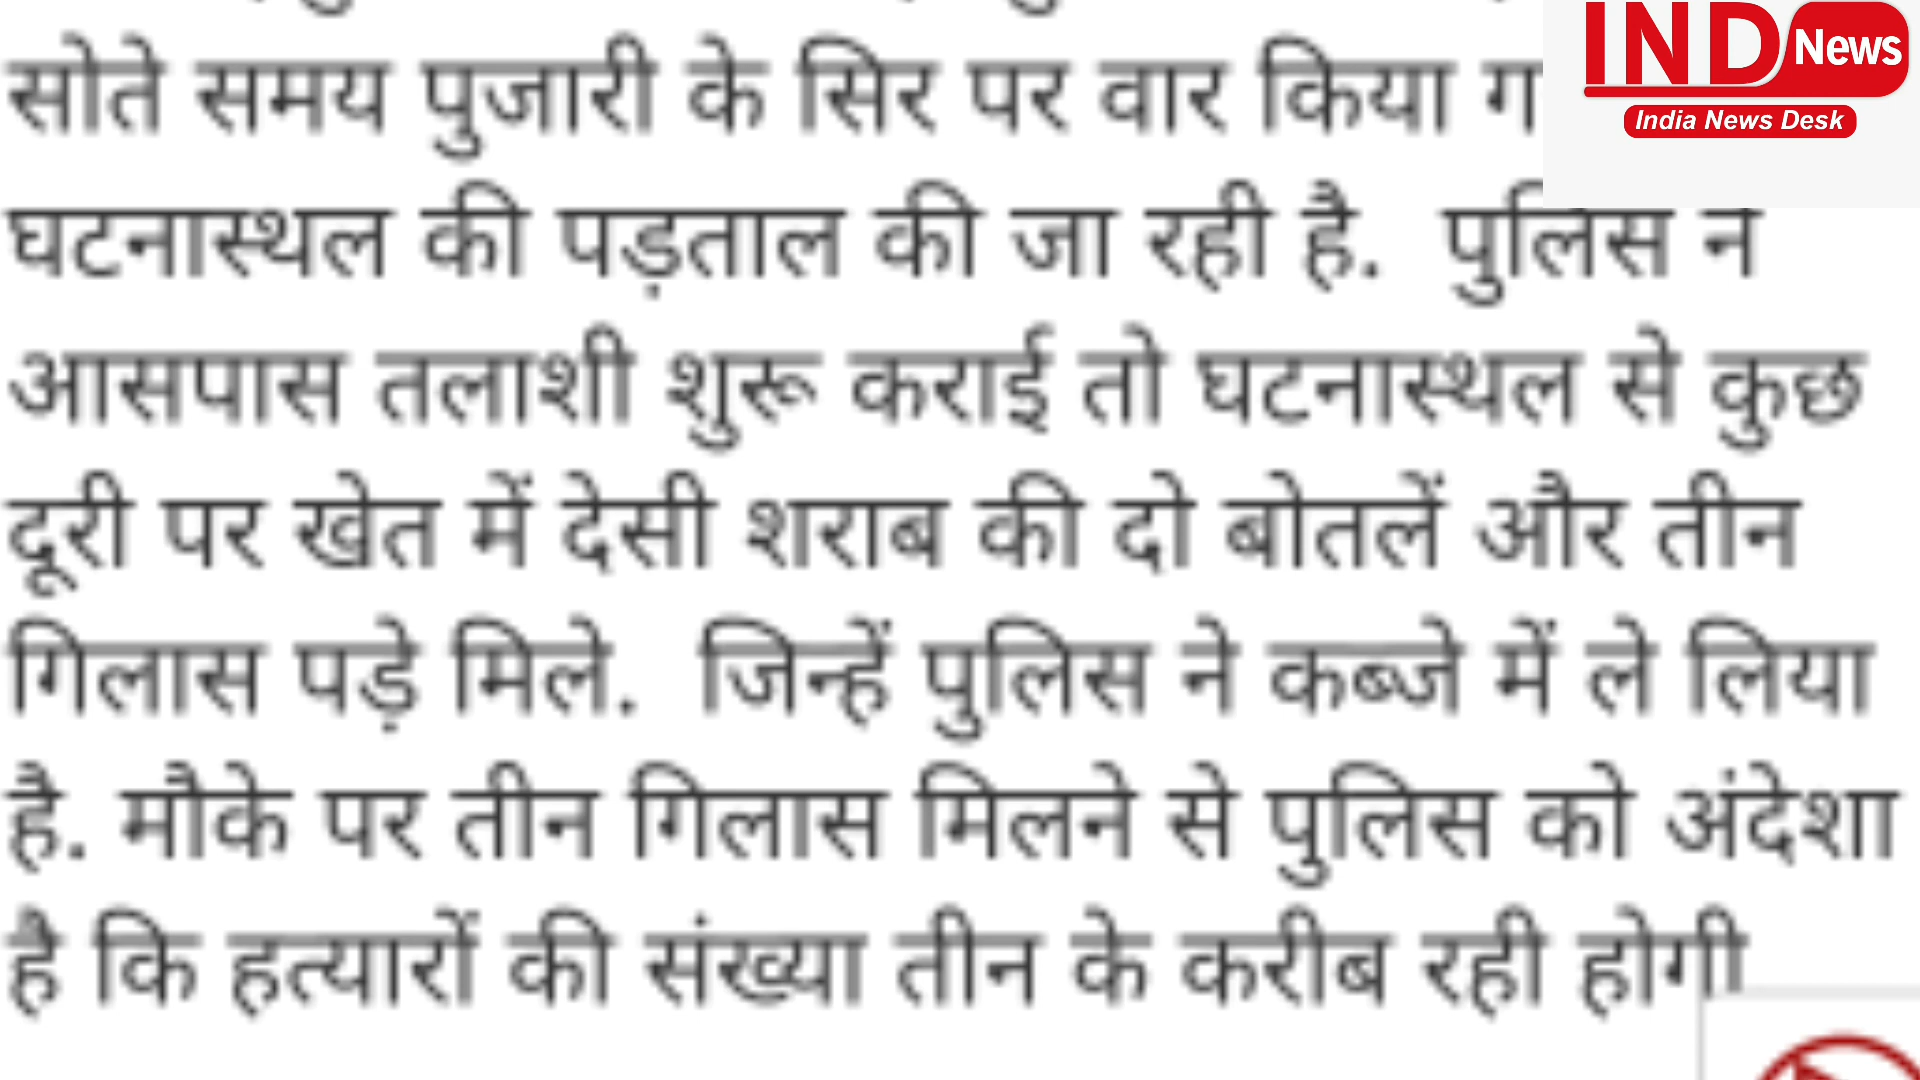 सोते समय पुजारी के सिर पर वार किया
IND News
India News Desk
घटनास्थल की पड़ताल की जा रही है. पुलिस ने
आसपास तलाशी शुरू कराई तो घटनास्थल से कुछ
दूरी पर खेत में देसी शराब की दो बोतलें और तीन
गिलास पड़े मिले. जिन्हें पुलिस ने कब्जे में ले लिया
है. मौके पर तीन गिलास मिलने से पुलिस को अंदेशा
है कि हत्यारों की संख्या तीन के करीब रही होगी